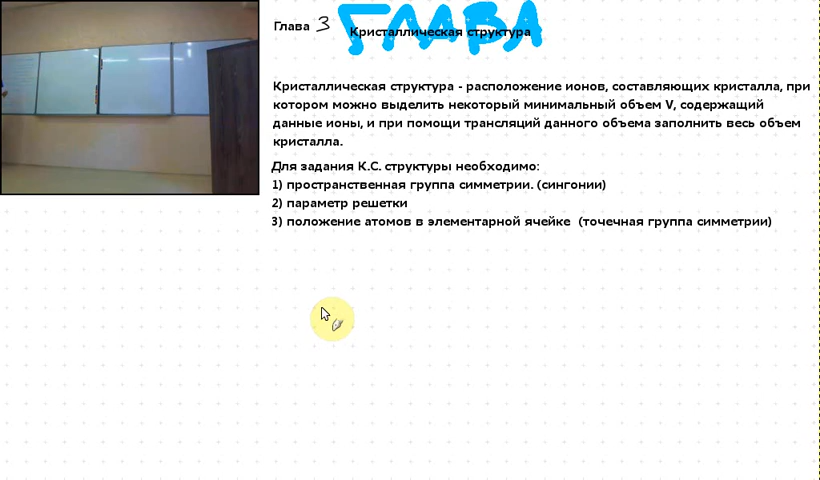 ГЛАВА
Глава 3 Кристаллическая структура
Кристаллическая структура - расположение ионов, составляющих кристалла, при
котором можно выделить некоторый минимальный объем V, содержащий
данные ионы, и при помощи трансляций данного объема заполнить весь объем
кристалла.
Для задания К.С. структуры необходимо:
1) пространственная группа симметрии. (сингонии)
2) параметр решетки
3) положение атомов в элементарной ячейке (точечная группа симметрии)